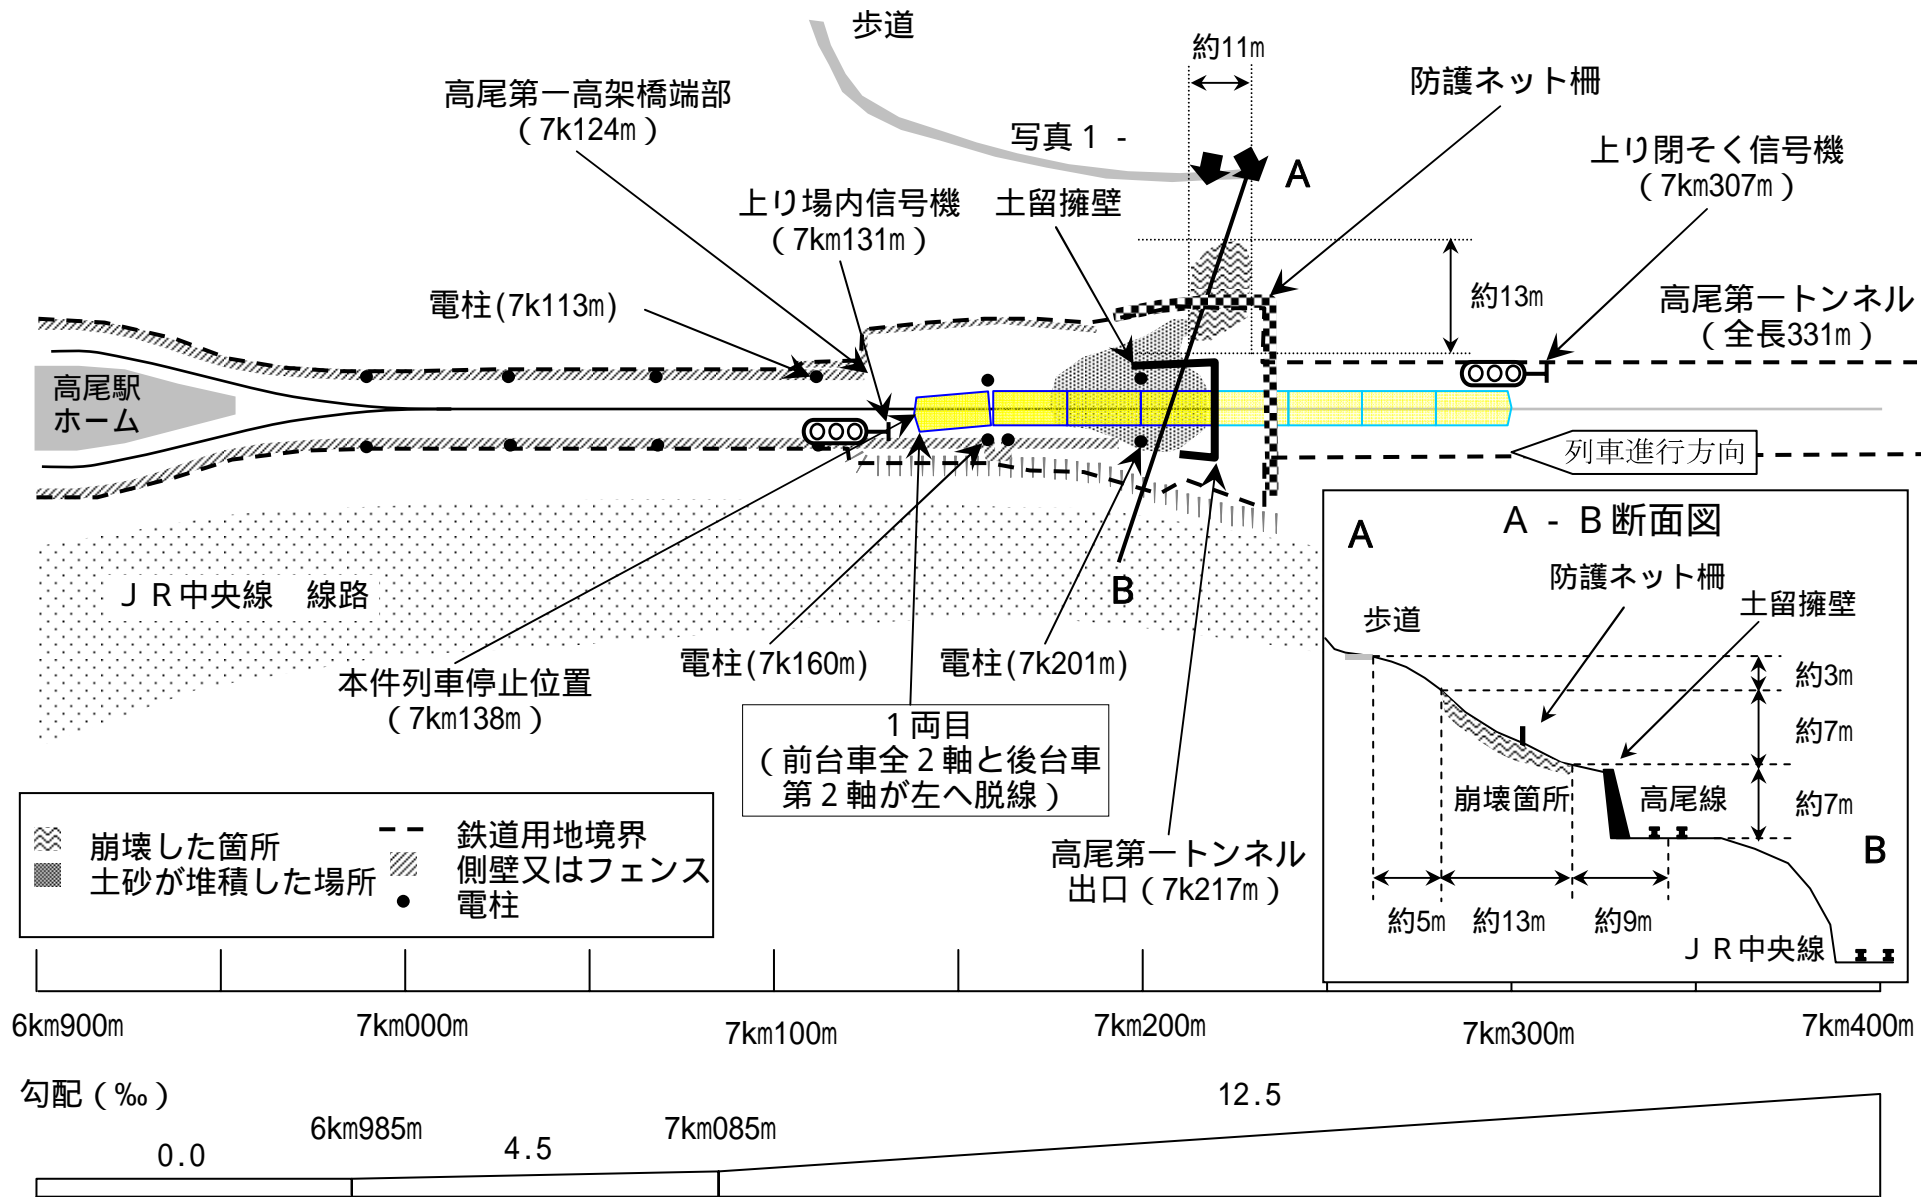 歩道
約11m
高尾第一高架橋端部
（7k124m）
防護ネット柵
写真１ -
上り閉そく信号機
（7km307m）
A
上り場内信号機
（7km131m）
土留擁壁
電柱(7k113m)
約13m
高尾第一トンネル
（全長331m）
高尾駅
ホーム
列車進行方向
A - B断面図
A
防護ネット柵
土留擁壁
歩道
約3m
約7m
崩壊箇所
高尾線
約7m
B
約5m
約13m
約9m
ＪＲ中央線
B
ＪＲ中央線　線路
本件列車停止位置
（7km138m）
電柱(7k160m)
電柱(7k201m)
１両目
（前台車全２軸と後台車
第２軸が左へ脱線）
高尾第一トンネル
出口（7k217m）
崩壊した箇所
土砂が堆積した場所
鉄道用地境界
側壁又はフェンス
電柱
6km900m
7km000m
7km100m
7km200m
7km300m
7km400m
勾配（‰）
0.0
6km985m
4.5
7km085m
12.5